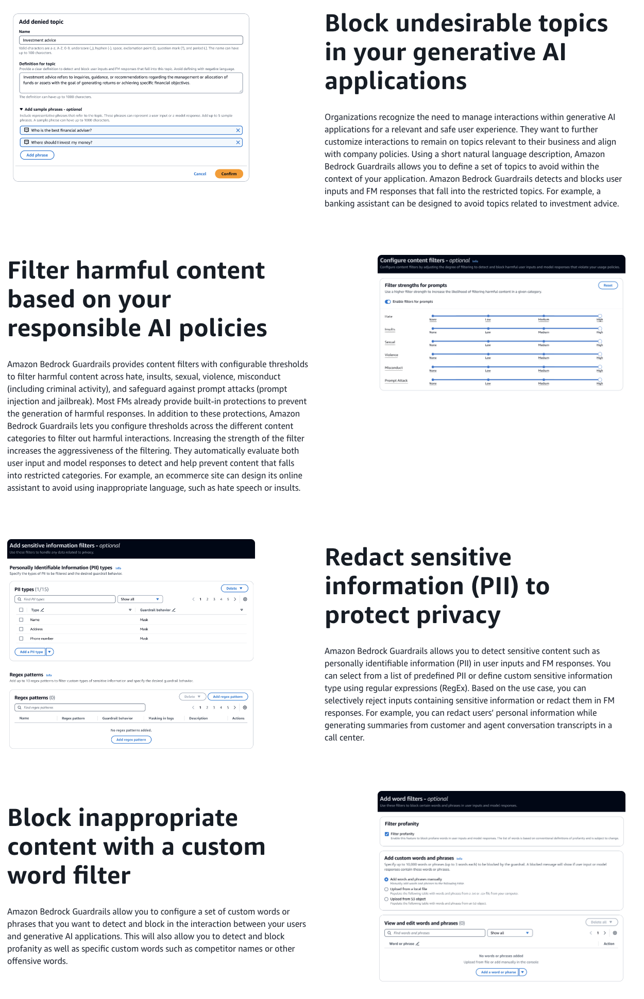 Add denied topic
Name
Investment advice
Valid characters are a-z, A-Z, 0-9, underscore (_), hyphen (-), space, exclamation point (!), question mark (?), and period (.). The name can have
up to 100 characters.
Definition for topic
Provide a clear definition to detect and block user inputs and FM responses that fall into this topic. Avoid defining with negative language.
Investment advice refers to inquiries, guidance, or recommendations regarding the management or allocation of
funds or assets with the goal of generating returns or achieving specific financial objectives.
The definition can have up to 1000 characters.
Add sample phrases - optional
Include representative phrases that refer to the topic. These phrases can represent a user input or a model response. Add up to 5 sample
phrases. A sample phrase can have up to 1000 characters.
Who is the best financial adviser?
Where should I invest my money?
Add phrase
Cancel
Confirm
Block undesirable topics
in your generative AI
applications
Organizations recognize the need to manage interactions within generative AI
applications for a relevant and safe user experience. They want to further
customize interactions to remain on topics relevant to their business and align
with company policies. Using a short natural language description, Amazon
Bedrock Guardrails allows you to define a set of topics to avoid within the
context of your application. Amazon Bedrock Guardrails detects and blocks user
inputs and FM responses that fall into the restricted topics. For example, a
banking assistant can be designed to avoid topics related to investment advice.
Filter harmful content
based on your
responsible AI policies
Amazon Bedrock Guardrails provides content filters with configurable thresholds
to filter harmful content across hate, insults, sexual, violence, misconduct
(including criminal activity), and safeguard against prompt attacks (prompt
injection and jailbreak). Most FMs already provide built-in protections to prevent
the generation of harmful responses. In addition to these protections, Amazon
Bedrock Guardrails lets you configure thresholds across the different content
categories to filter out harmful interactions. Increasing the strength of the filter
increases the aggressiveness of the filtering. They automatically evaluate both
user input and model responses to detect and help prevent content that falls
into restricted categories. For example, an ecommerce site can design its online
assistant to avoid using inappropriate language, such as hate speech or insults.
Configure content filters - optional Info
Configure content filters by adjusting the degree of filtering to detect and block harmful user inputs and model responses that violate your usage policies.
Filter strengths for prompts
Reset
Use a higher filter strength to increase the likelihood of filtering harmful content in a given category.
Enable filters for prompts
Hate
None Low Medium High
Insults
None Low Medium High
Sexual
None Low Medium High
Violence
None Low Medium High
Misconduct
None Low Medium High
Prompt Attack
None Low Medium High
Add sensitive information filters - optional
Use these filters to handle any data related to privacy.
Personally Identifiable Information (PII) types Info
Specify the types of PII to be filtered and the desired guardrail behavior.
PII types (1/15)
Delete
Find PII types
Show all
1 2 3 4 5
Type Guardrail behavior
Name Mask
Address Mask
Phone number Mask
Add a PII type
Regex patterns Info
Add up to 10 regex patterns to filter custom types of sensitive information and specify the desired guardrail behavior.
Regex patterns (0)
Delete
Add regex pattern
Find regex patterns
1 2 3 4 5
Name Regex pattern Guardrail behavior Masking in logs Description Actions
No regex patterns added.
Add regex pattern
Redact sensitive
information (PII) to
protect privacy
Amazon Bedrock Guardrails allows you to detect sensitive content such as
personally identifiable information (PII) in user inputs and FM responses. You
can select from a list of predefined PII or define custom sensitive information
type using regular expressions (RegEx). Based on the use case, you can
selectively reject inputs containing sensitive information or redact them in FM
responses. For example, you can redact users’ personal information while
generating summaries from customer and agent conversation transcripts in a
call center.
Block inappropriate
content with a custom
word filter
Amazon Bedrock Guardrails allow you to configure a set of custom words or
phrases that you want to detect and block in the interaction between your users
and generative AI applications. This will also allow you to detect and block
profanity as well as specific custom words such as competitor names or other
offensive words.
Add word filters - optional
Use these filters to block certain words and phrases in user inputs and model responses.
Filter profanity
Filter profanity
Enable this feature to block profane words in user inputs and model responses. The list of words is based on conventional definitions of profanity and is subject to change.
Add custom words and phrases Info
Specify up to 10,000 words or phrases (up to 3 words each) to be blocked by the guardrail. A blocked message will show if user input or model
responses contain these words or phrases.
Add words and phrases manually
Manually add words and phrases to the following table.
Upload from a local file
Populate the following table with words and phrases from a .txt or .csv file from your computer.
Upload from S3 object
Populate the following table with words and phrases from an S3 object.
View and edit words and phrases (0)
Delete all
Find words and phrases
Show all
1
Word or phrase Action
No words or phrases added
Upload from file or add manually in the console
Add a word or pharse